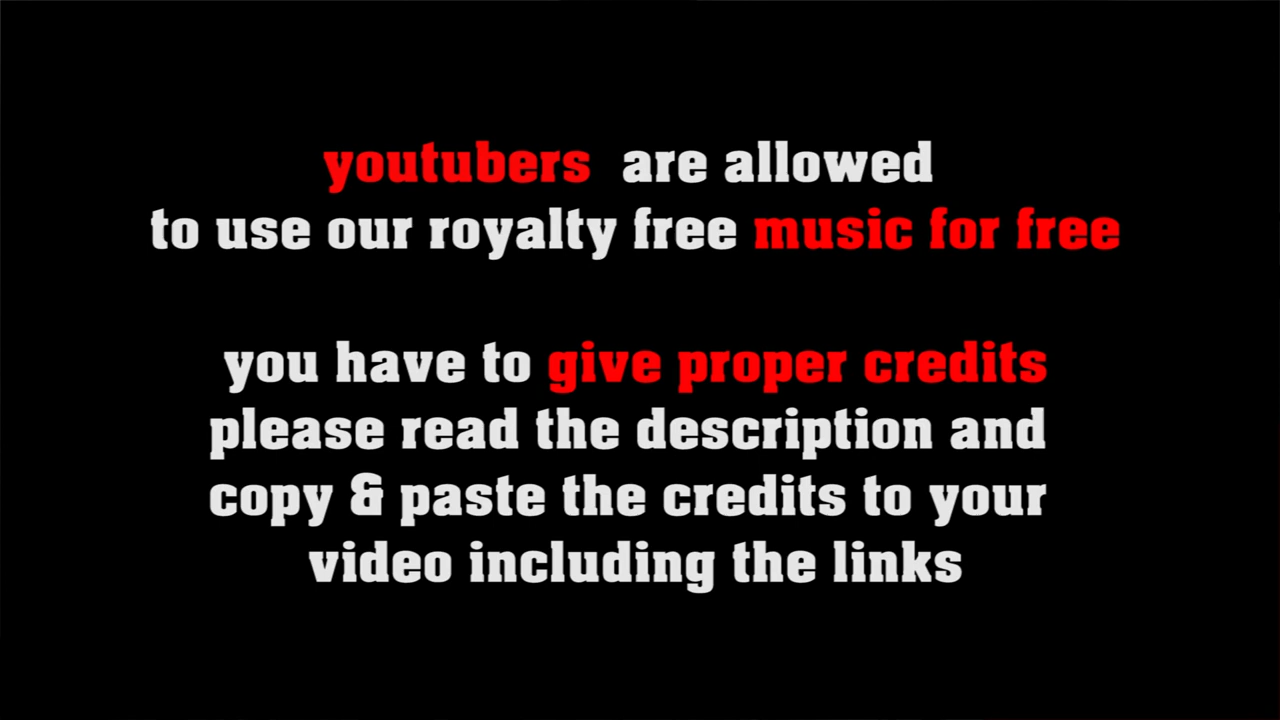 youtubers are allowed
to use our royalty free music for free
you have to give proper credits
please read the description and
copy & paste the credits to your
video including the links